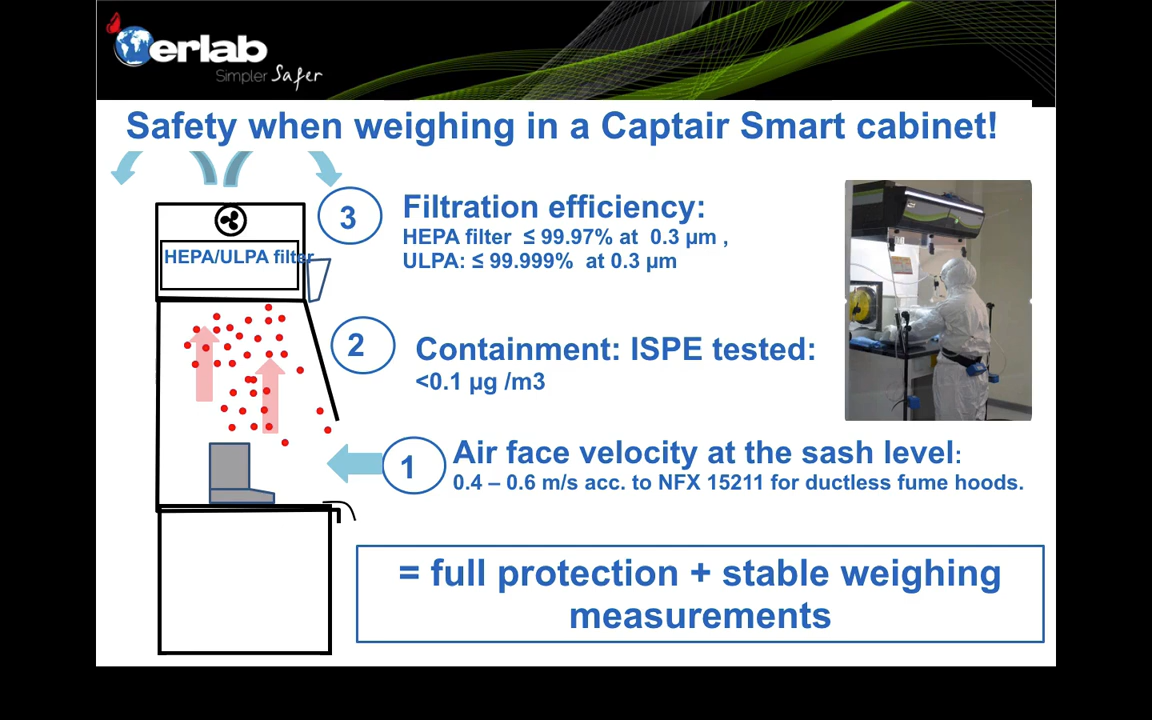 erlab
Simpler Safer
Safety when weighing in a Captair Smart cabinet!
3
Filtration efficiency:
HEPA filter ≤ 99.97% at 0.3 µm ,
ULPA: ≤ 99.999% at 0.3 µm
HEPA/ULPA filter
2
Containment: ISPE tested:
<0.1 µg /m3
1
Air face velocity at the sash level:
0.4 – 0.6 m/s acc. to NFX 15211 for ductless fume hoods.
= full protection + stable weighing
measurements